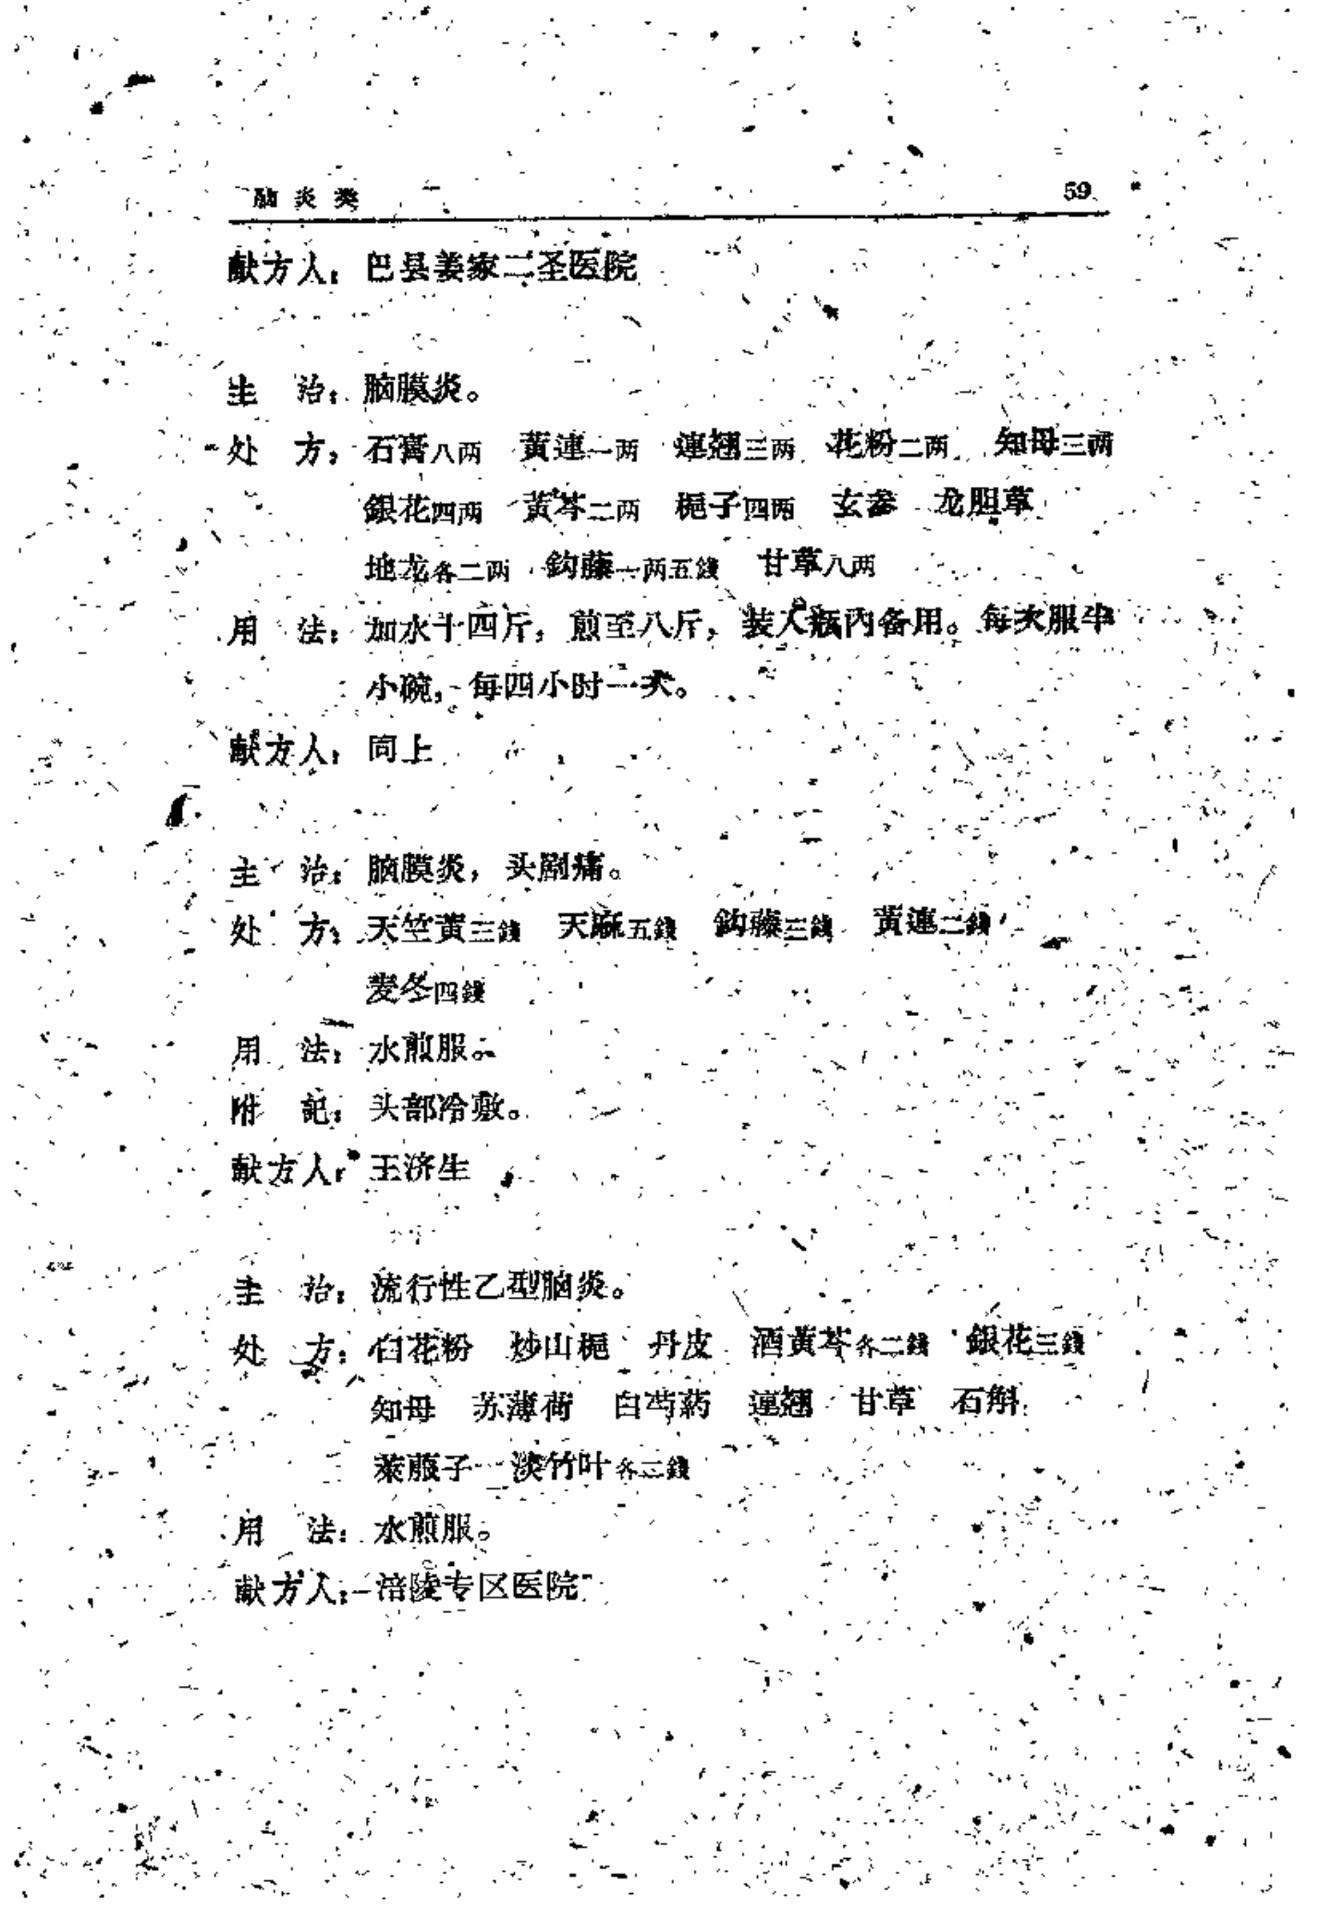 脑炎类 59
献方人：巴县姜家二圣医院
主 治：脑膜炎。
处 方：石膏八两 黄連一两 連翘三两 花粉二两 知母三两
銀花四两 黄芩二两 梔子四两 玄参 龙胆草
地龙各二两 鈎藤一两五錢 甘草八两
用 法：加水十四斤，煎至八斤，装入瓶内备用。每次服半
小碗，每四小时一次。
献方人：同上
主 治：脑膜炎，头剧痛。
处 方：天竺黄三錢 天麻五錢 鈎藤三錢 黄連二錢
麦冬四錢
用 法：水煎服。
附 記：头部冷敷。
献方人：王济生
主 治：流行性乙型脑炎。
处 方：白花粉 炒山梔 丹皮 酒黄芩各二錢 銀花三錢
知母 苏薄荷 白芍药 連翘 甘草 石斛
萊菔子 淡竹叶各三錢
用 法：水煎服。
献方人：涪陵专区医院